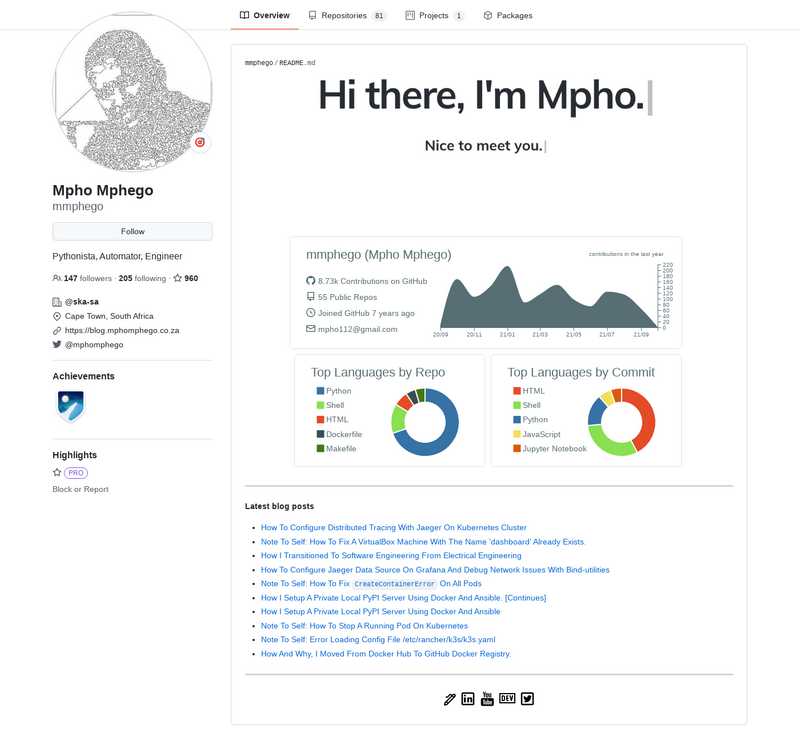 Overview
Repositories 81
Projects 1
Packages
Mpho Mphego
mmphego
Follow
Pythonista, Automator, Engineer
147 followers · 205 following · 960
@ska-sa
Cape Town, South Africa
https://blog.mphomphego.co.za
@mphomphego
Achievements
Highlights
PRO
Block or Report
mmphego / README.md
Hi there, I'm Mpho.
Nice to meet you.
mmphego (Mpho Mphego)
contributions in the last year
8.73k Contributions on GitHub
55 Public Repos
Joined GitHub 7 years ago
mpho112@gmail.com
220
200
180
160
140
120
100
80
60
40
20
0
20/09 20/11 21/01 21/03 21/05 21/07 21/09
Top Languages by Repo
Python
Shell
HTML
Dockerfile
Makefile
Top Languages by Commit
HTML
Shell
Python
JavaScript
Jupyter Notebook
Latest blog posts
How To Configure Distributed Tracing With Jaeger On Kubernetes Cluster
Note To Self: How To Fix A VirtualBox Machine With The Name 'dashboard' Already Exists.
How I Transitioned To Software Engineering From Electrical Engineering
How To Configure Jaeger Data Source On Grafana And Debug Network Issues With Bind-utilities
Note To Self: How To Fix CreateContainerError On All Pods
How I Setup A Private Local PyPI Server Using Docker And Ansible. [Continues]
How I Setup A Private Local PyPI Server Using Docker And Ansible
Note To Self: How To Stop A Running Pod On Kubernetes
Note To Self: Error Loading Config File /etc/rancher/k3s/k3s.yaml
How And Why, I Moved From Docker Hub To GitHub Docker Registry.
in You Tube DEV